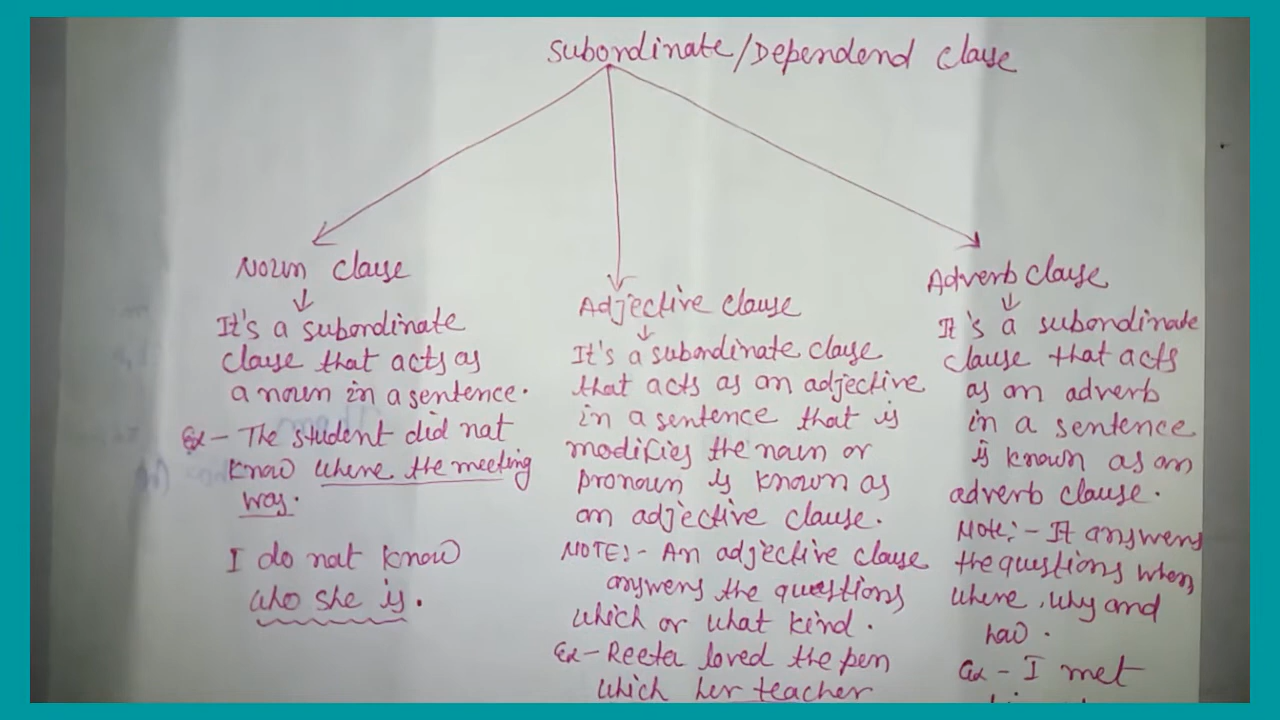 Subordinate/Dependend clause
Noun clause
It's a subordinate
clause that acts as
a noun in a sentence.
Ex- The student did not
know where the meeting
was.
I do not know
who she is.
Adjective clause
It's a subordinate clause
that acts as an adjective
in a sentence that is
modifies the noun or
pronoun is known as
an adjective clause.
NOTE:- An adjective clause
answers the questions
which or what kind.
Ex- Reeta loved the pen
which her teacher
Adverb clause
It's a subordinate
clause that acts
as an adverb
in a sentence
is known as an
adverb clause.
Note:- It answers
the questions when,
where, why and
how.
Ex - I met